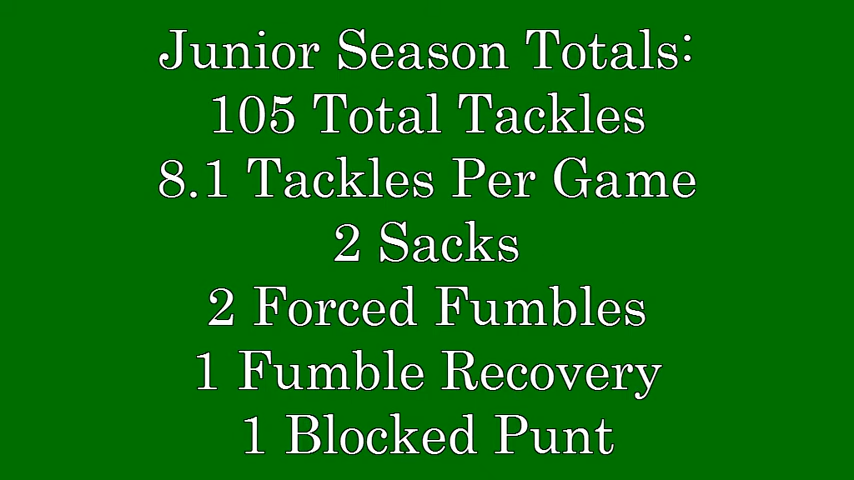 Junior Season Totals:
105 Total Tackles
8.1 Tackles Per Game
2 Sacks
2 Forced Fumbles
1 Fumble Recovery
1 Blocked Punt